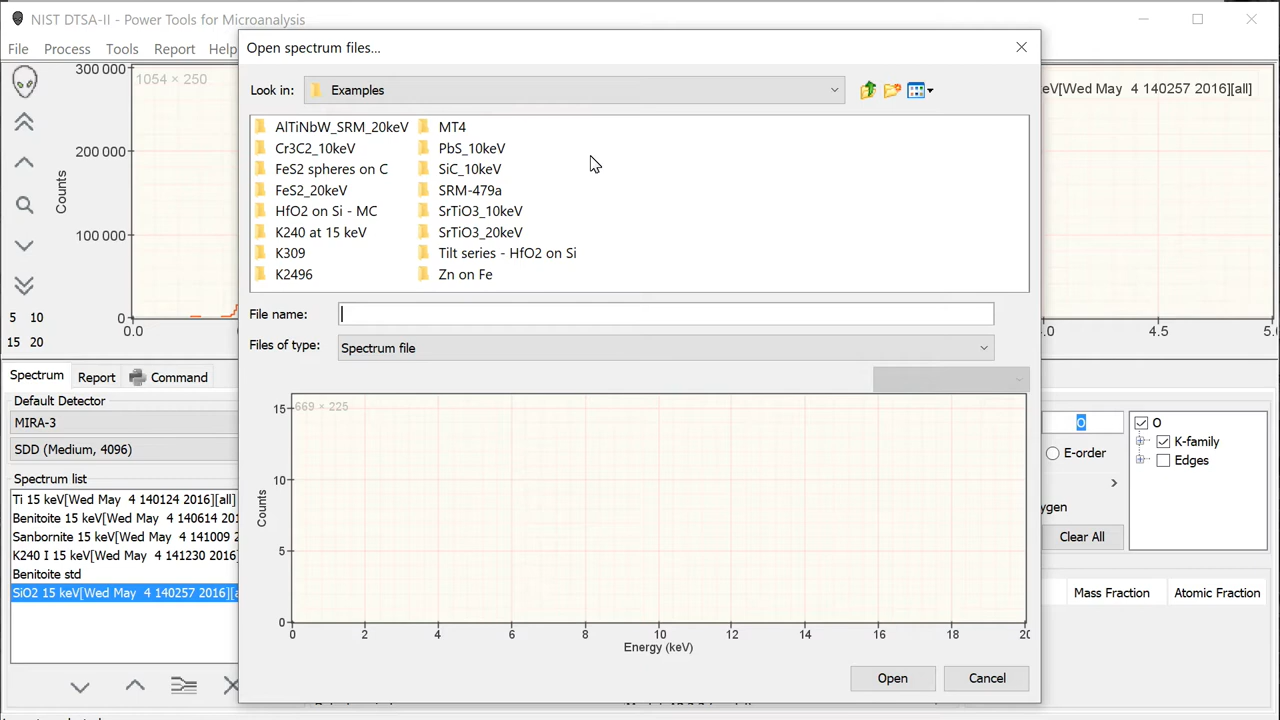 NIST DTSA-II - Power Tools for Microanalysis
File Process Tools Report Help
Open spectrum files...
Look in: Examples
AlTiNbW_SRM_20keV
Cr3C2_10keV
FeS2 spheres on C
FeS2_20keV
HfO2 on Si - MC
K240 at 15 keV
K309
K2496
MT4
PbS_10keV
SiC_10keV
SRM-479a
SrTiO3_10keV
SrTiO3_20keV
Tilt series - HfO2 on Si
Zn on Fe
File name:
Files of type: Spectrum file
669 × 225
15
10
5
0
Counts
0 2 4 6 8 10 12 14 16 18 20
Energy (keV)
Open Cancel
1054 × 250
300 000
200 000
100 000
0
Counts
0.0
4.0 4.5 5.0
keV[Wed May 4 140257 2016][all]
5 10
15 20
Spectrum Report Command
Default Detector
MIRA-3
SDD (Medium, 4096)
Spectrum list
Ti 15 keV[Wed May 4 140124 2016][all]
Benitoite 15 keV[Wed May 4 140614 201
Sanbornite 15 keV[Wed May 4 141009 2
K240 I 15 keV[Wed May 4 141230 2016]
Benitoite std
SiO2 15 keV[Wed May 4 140257 2016][a
O
E-order
ygen
Clear All
O
K-family
Edges
Mass Fraction Atomic Fraction